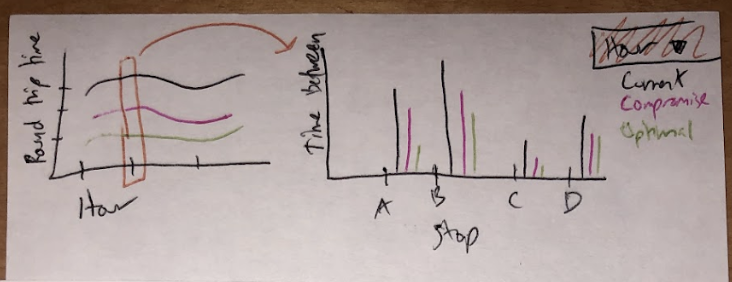 Round trip time
Hour
Time between
A
B
C
D
Stop
Hour
Current
Compromise
Optimal